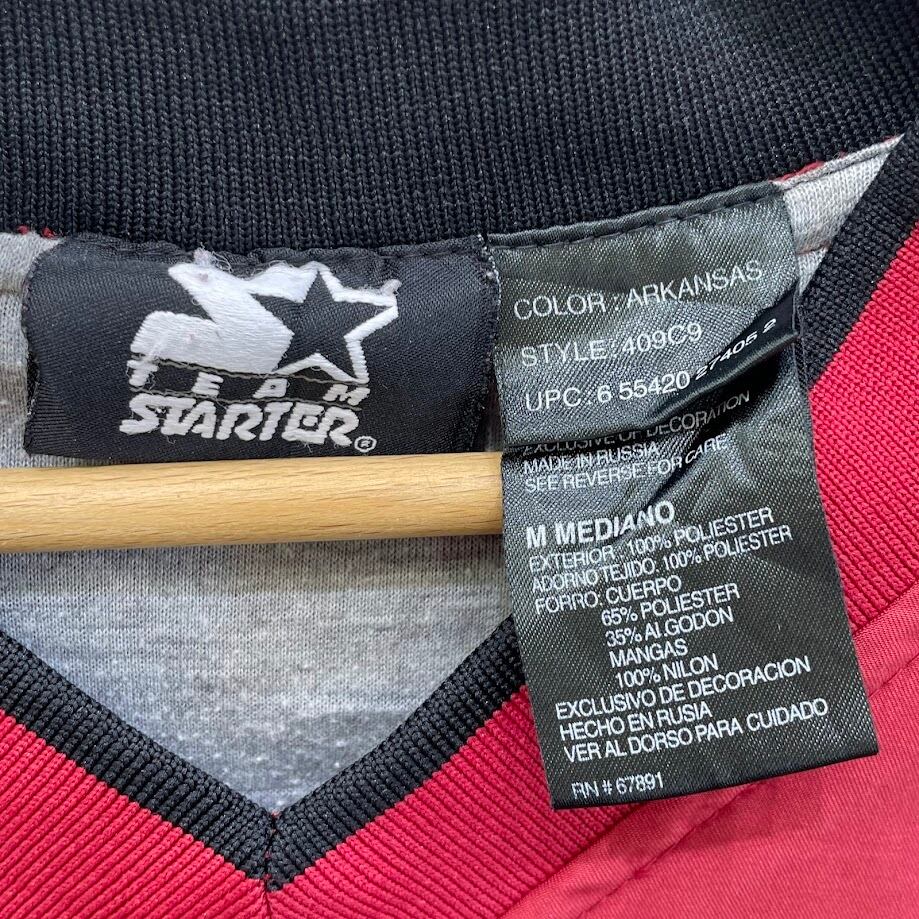 TEAM
STARTER®
COLOR : ARKANSAS
STYLE: 409C9
UPC : 6 55420 27405 2
EXCLUSIVE OF DECORATION
MADE IN RUSSIA
SEE REVERSE FOR CARE
M MEDIANO
EXTERIOR: 100% POLIESTER
ADORNO TEJIDO: 100% POLIESTER
FORRO: CUERPO
65% POLIESTER
35% ALGODON
MANGAS
100% NILON
EXCLUSIVO DE DECORACION
HECHO EN RUSIA
VER AL DORSO PARA CUIDADO
RN # 67891